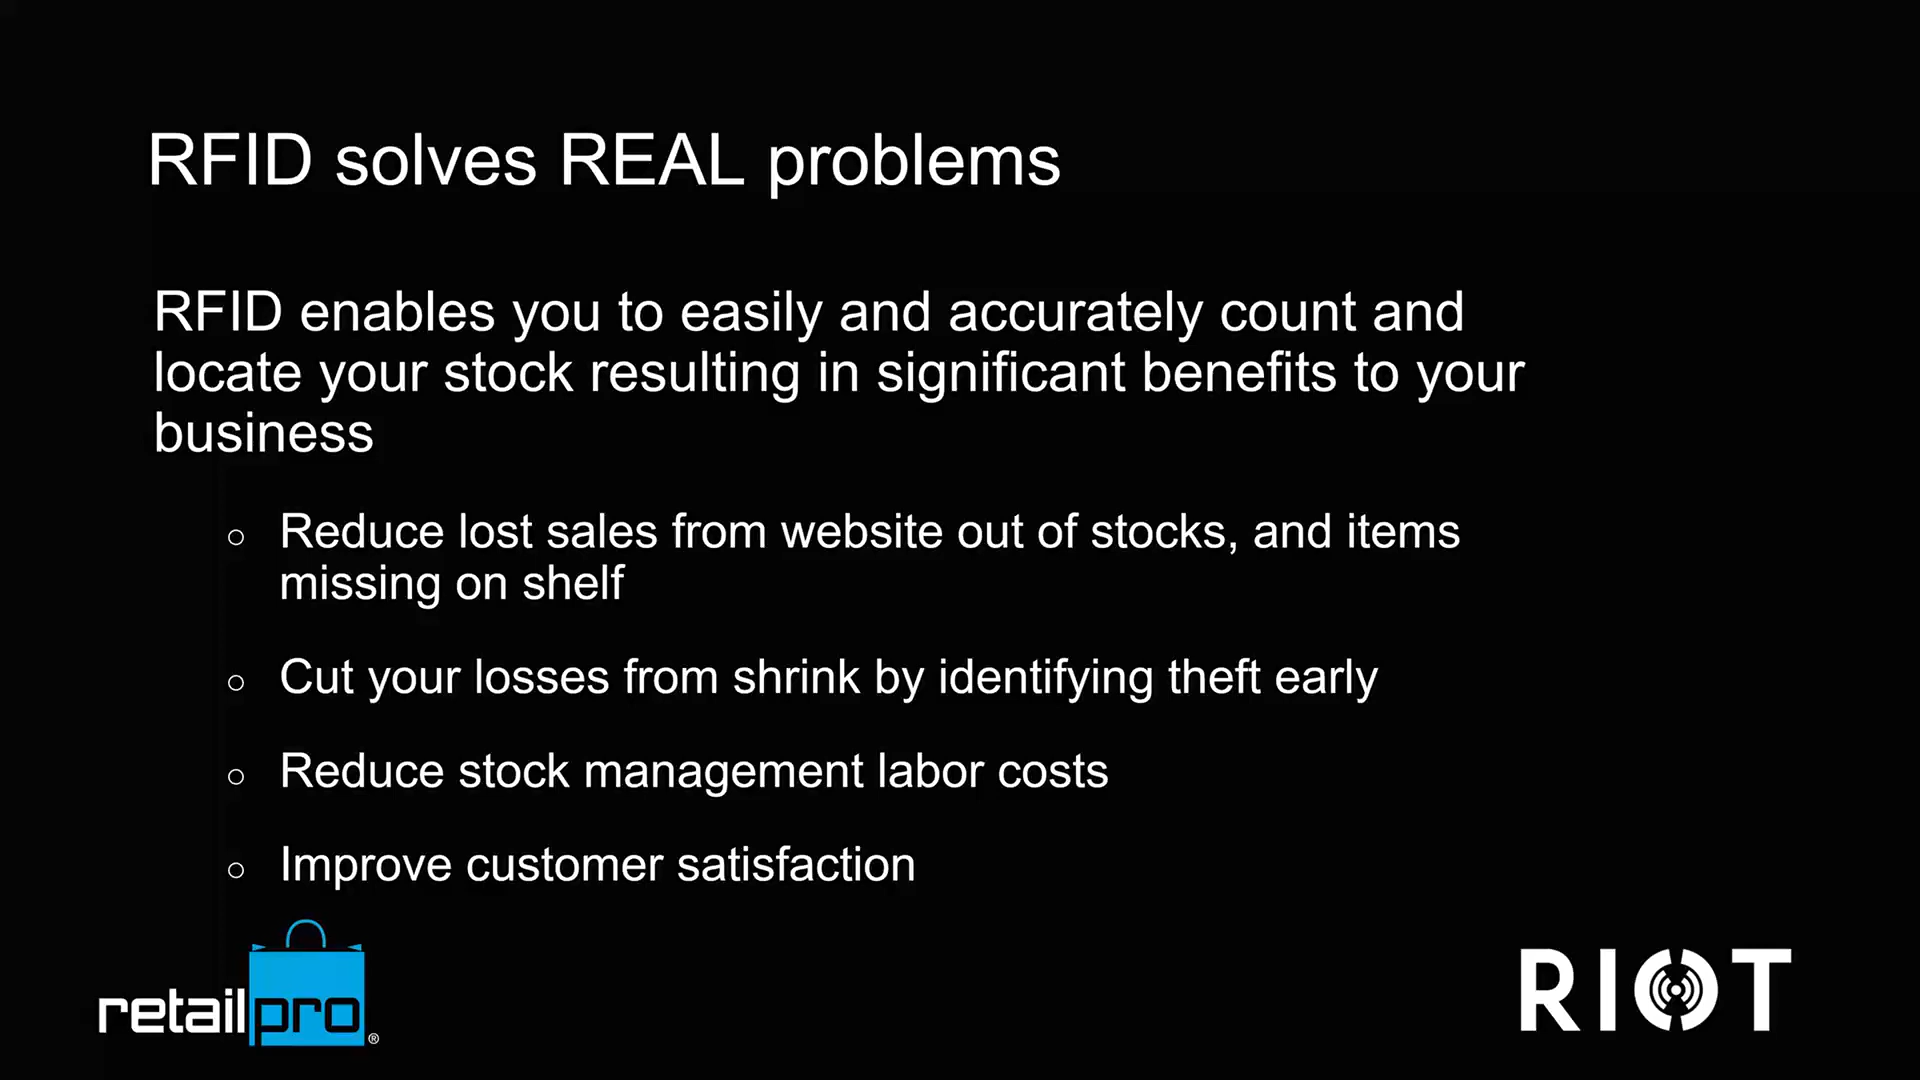 RFID solves REAL problems
RFID enables you to easily and accurately count and
locate your stock resulting in significant benefits to your
business
○ Reduce lost sales from website out of stocks, and items
missing on shelf
○ Cut your losses from shrink by identifying theft early
○ Reduce stock management labor costs
○ Improve customer satisfaction
retail pro®
RIOT